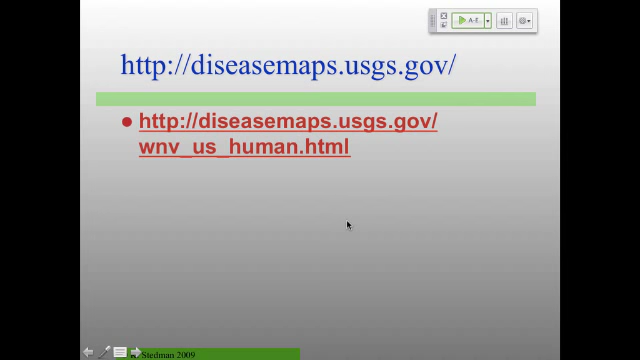 http://diseasemaps.usgs.gov/
http://diseasemaps.usgs.gov/
wnv_us_human.html
Stedman 2009